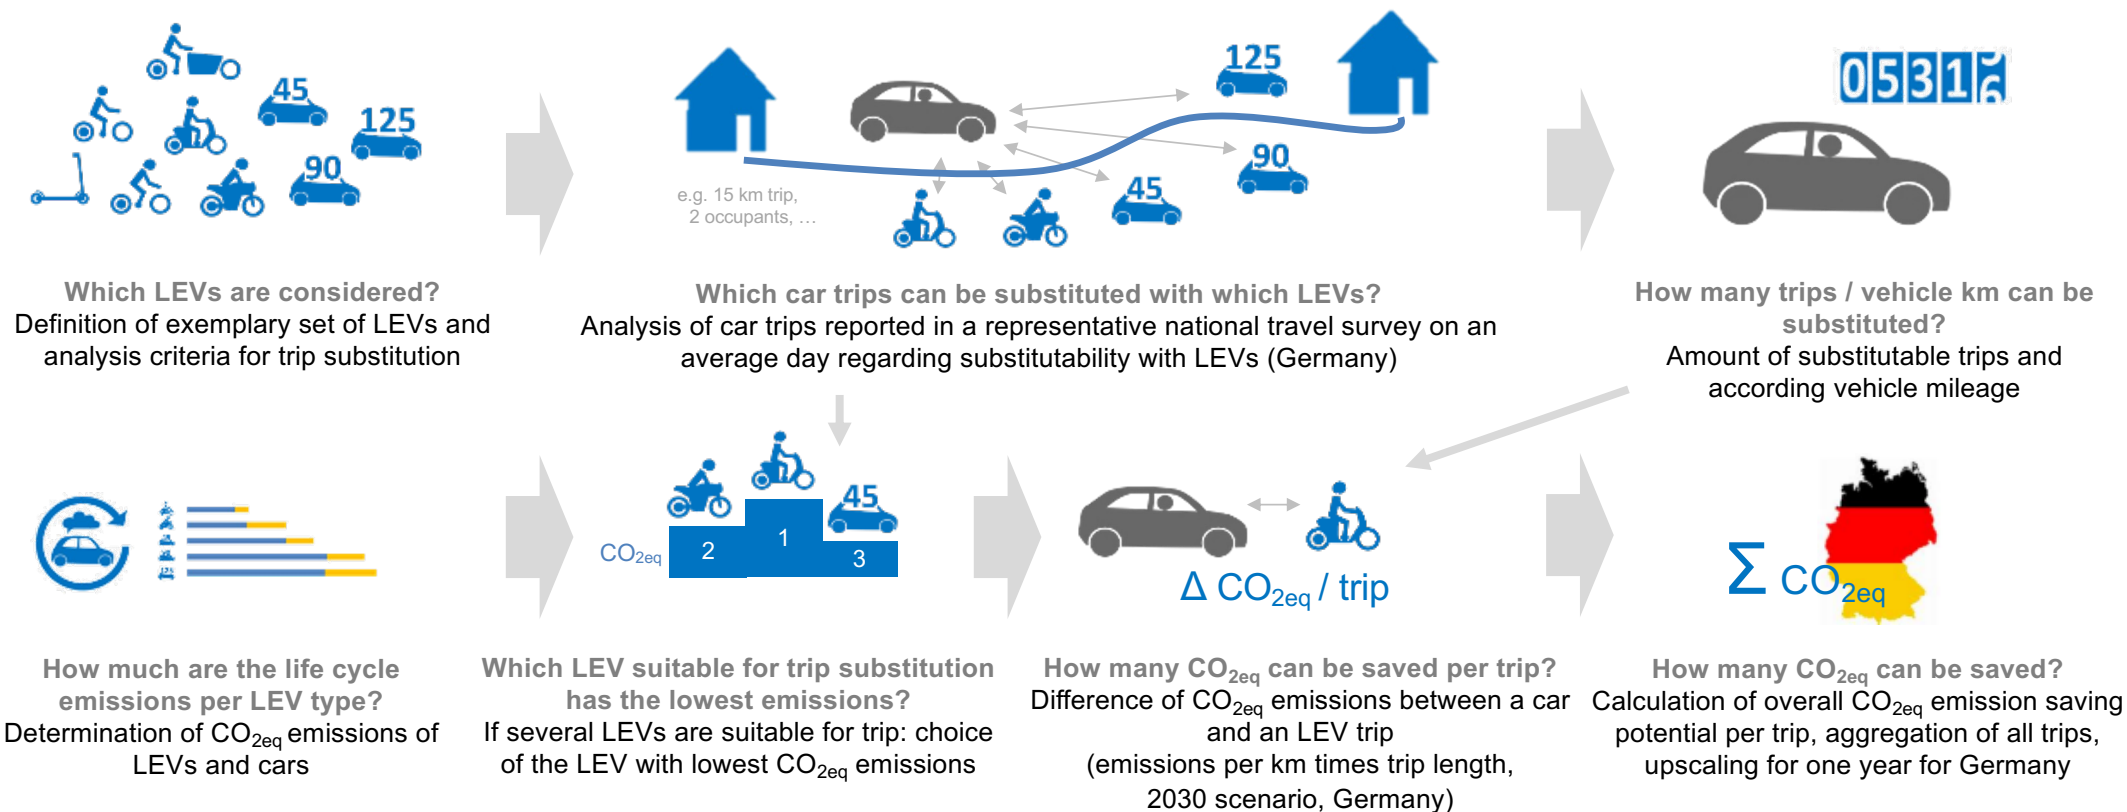 45
125
90
125
90
45
e.g. 15 km trip,
2 occupants, …
Which LEVs are considered?
Definition of exemplary set of LEVs and
analysis criteria for trip substitution
Which car trips can be substituted with which LEVs?
Analysis of car trips reported in a representative national travel survey on an
average day regarding substitutability with LEVs (Germany)
0531
How many trips / vehicle km can be
substituted?
Amount of substitutable trips and
according vehicle mileage
125
How much are the life cycle
emissions per LEV type?
Determination of CO2eq emissions of
LEVs and cars
45
CO2eq
2
1
3
Which LEV suitable for trip substitution
has the lowest emissions?
If several LEVs are suitable for trip: choice
of the LEV with lowest CO2eq emissions
Δ CO2eq / trip
How many CO2eq can be saved per trip?
Difference of CO2eq emissions between a car
and an LEV trip
(emissions per km times trip length,
2030 scenario, Germany)
Σ CO2eq
How many CO2eq can be saved?
Calculation of overall CO2eq emission saving
potential per trip, aggregation of all trips,
upscaling for one year for Germany